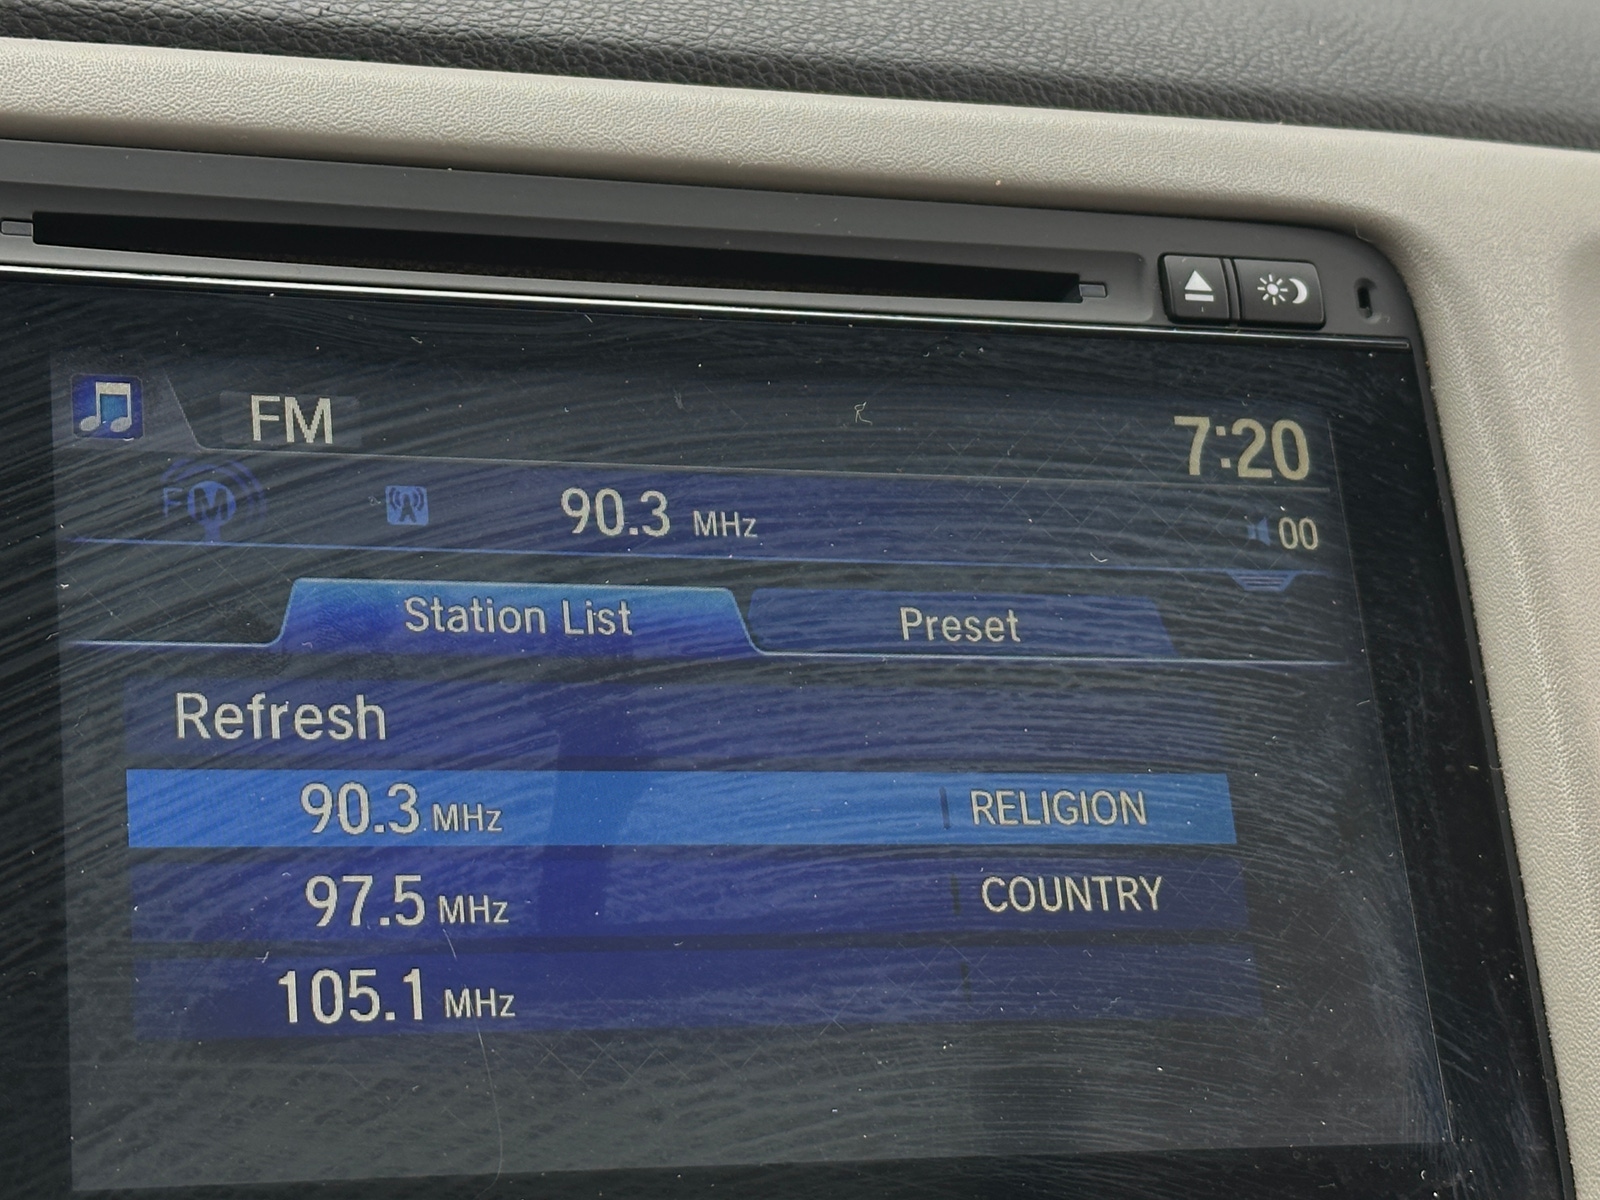 FM
7:20
FM
90.3 MHz
00
Station List
Preset
Refresh
90.3 MHz RELIGION
97.5 MHz COUNTRY
105.1 MHz